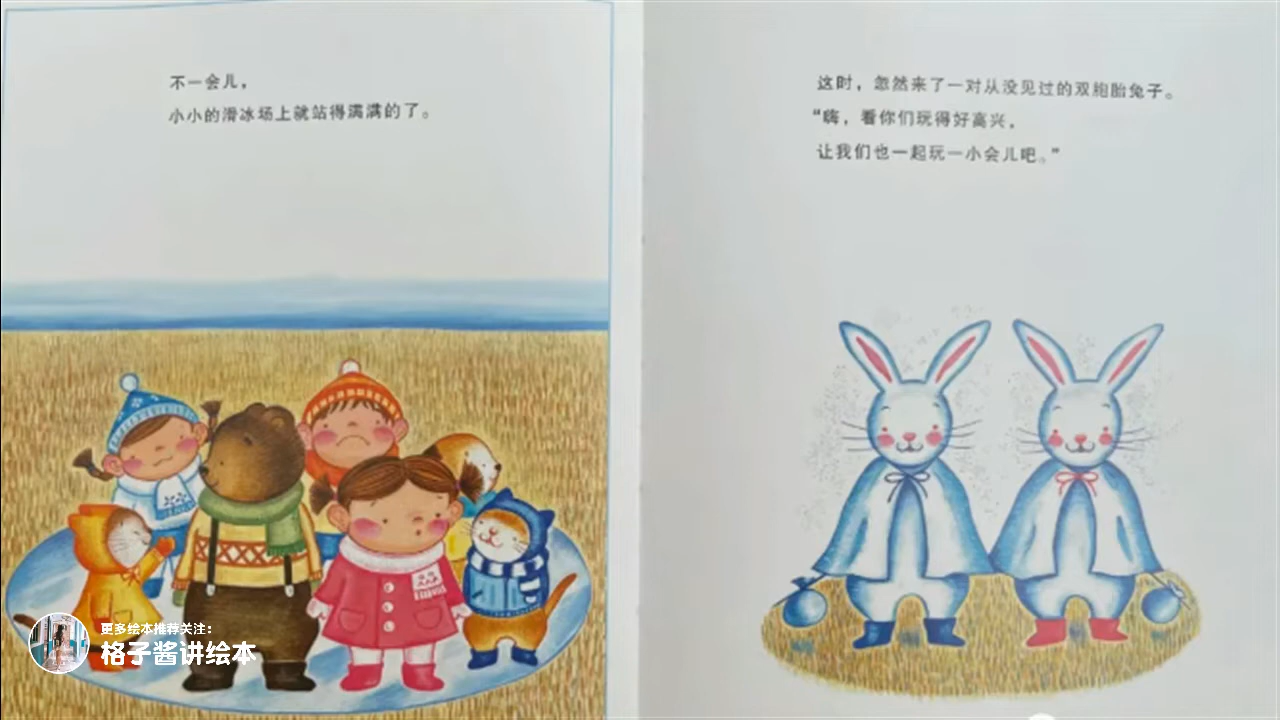 不一会儿，
小小的滑冰场上就站得满满的了。
这时，忽然来了一对从没见过的双胞胎兔子。
“嗨，看你们玩得好高兴，
让我们也一起玩一小会儿吧。”
更多绘本推荐关注：
格子酱讲绘本